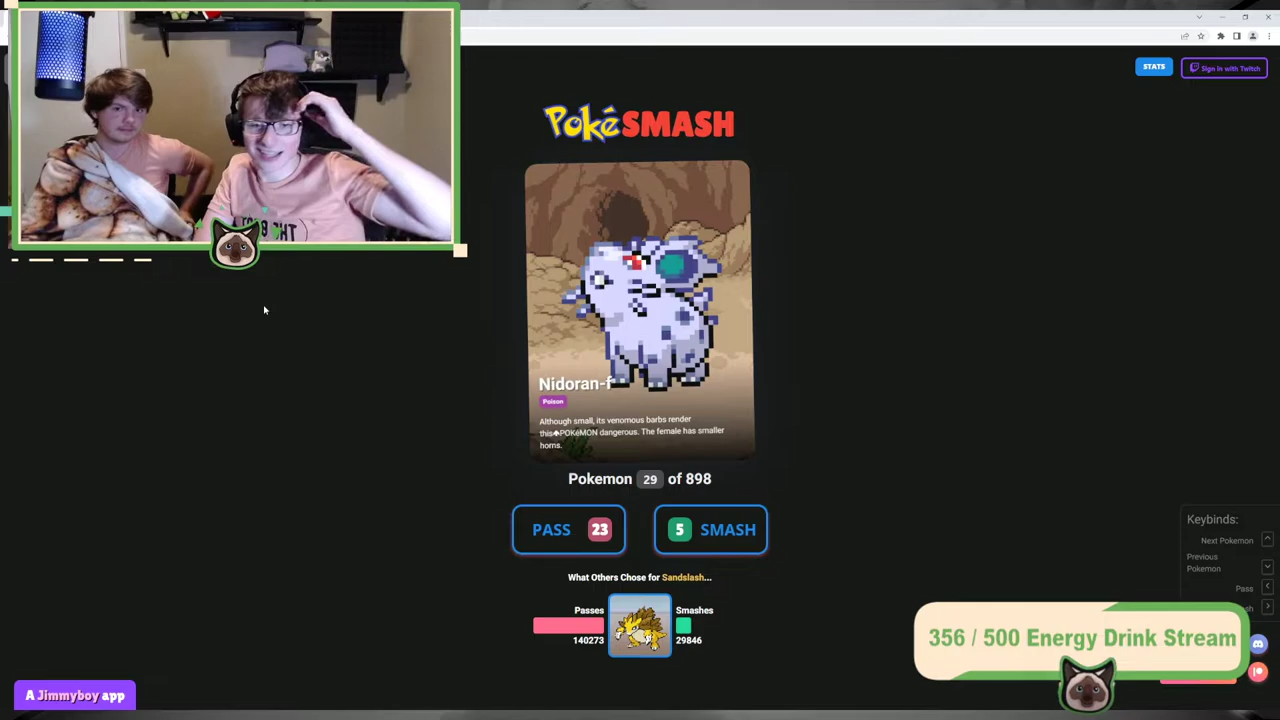 STATS
Sign in with Twitch
PokéSMASH
Nidoran-f
Poison
Although small, its venomous barbs render
this♠POKéMON dangerous. The female has smaller
horns.
Pokemon 29 of 898
PASS 23
5 SMASH
What Others Chose for Sandslash...
Passes
140273
Smashes
29846
Keybinds:
Next Pokemon
Previous
Pokemon
Pass
356 / 500 Energy Drink Stream
A Jimmyboy app